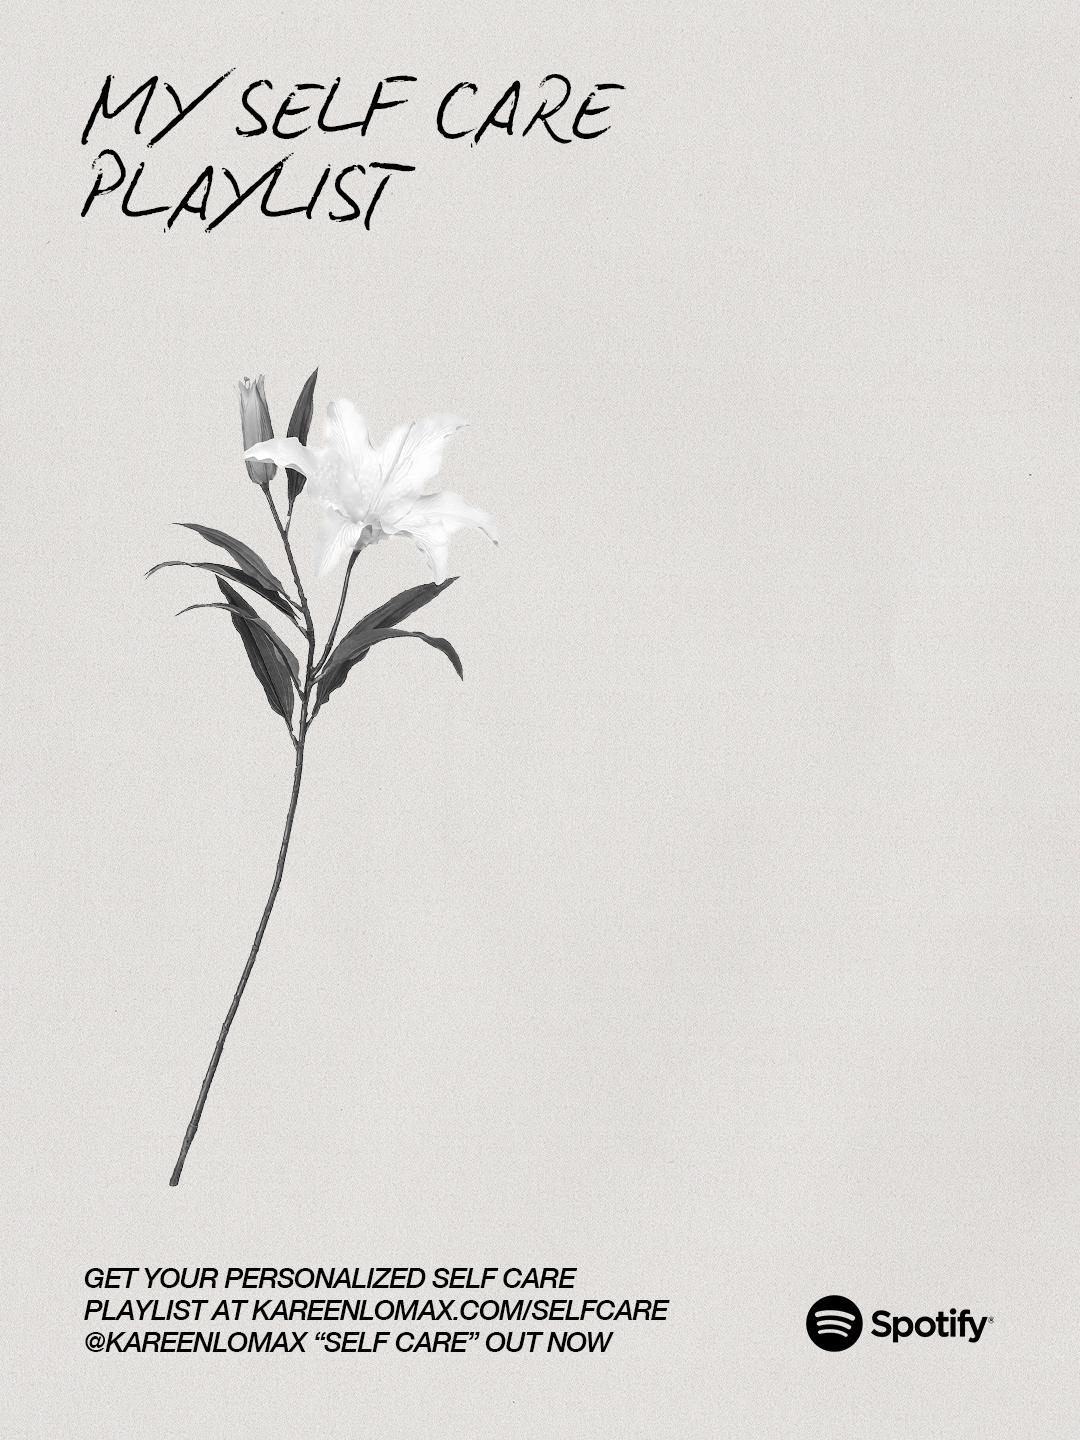 MY SELF CARE
PLAYLIST
GET YOUR PERSONALIZED SELF CARE
PLAYLIST AT KAREENLOMAX.COM/SELFCARE
@KAREENLOMAX “SELF CARE” OUT NOW
Spotify®